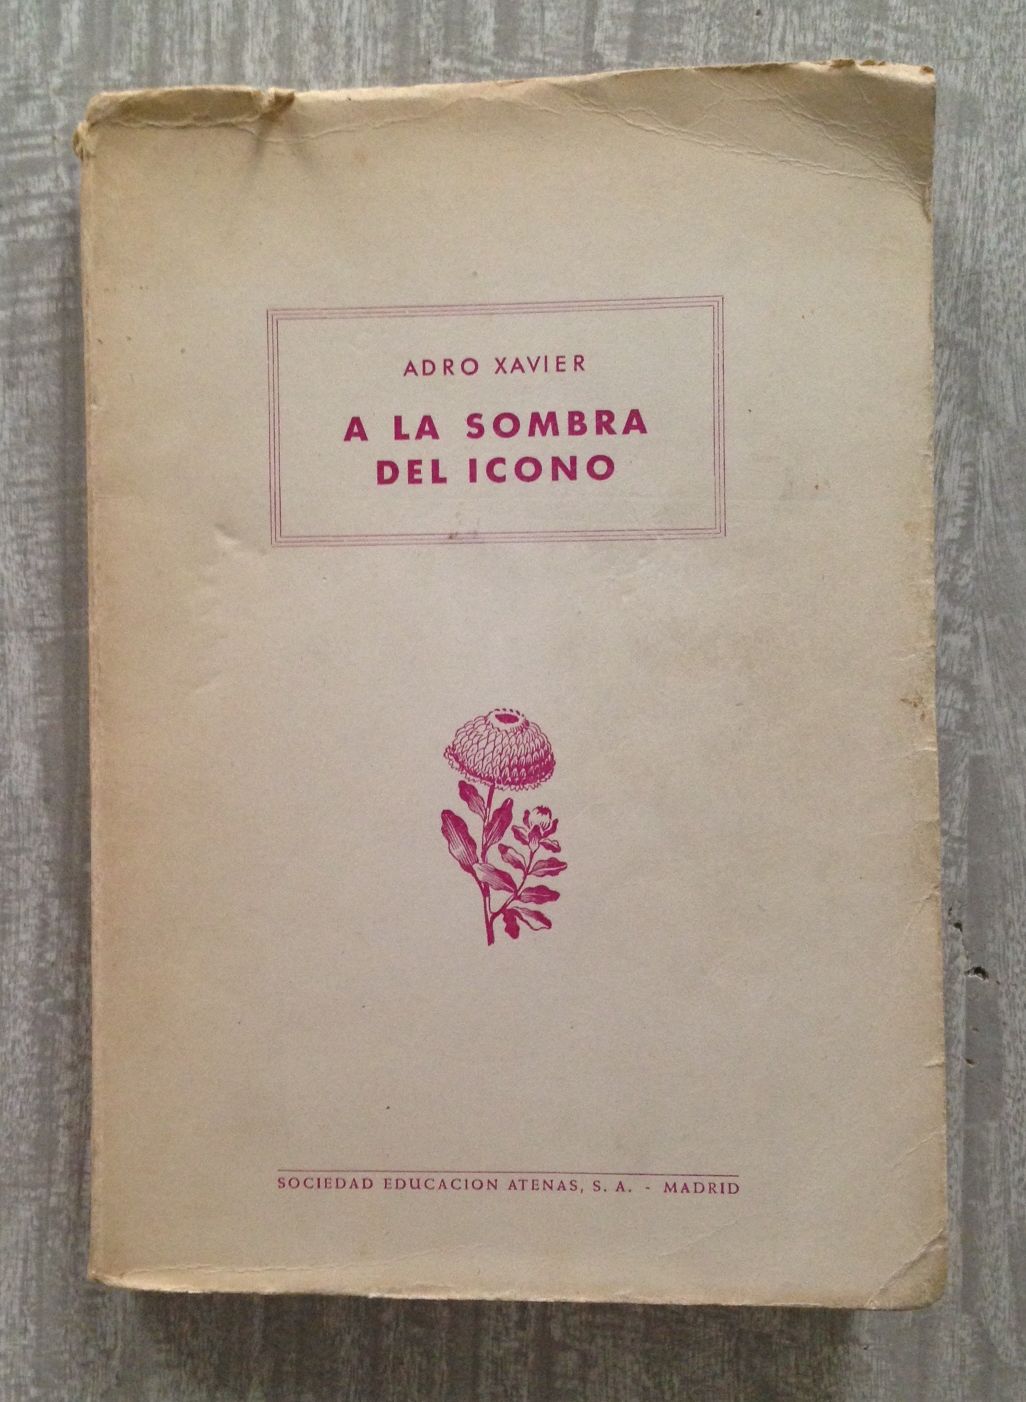 ADRO XAVIER
A LA SOMBRA
DEL ICONO
SOCIEDAD EDUCACION ATENAS, S. A. - MADRID